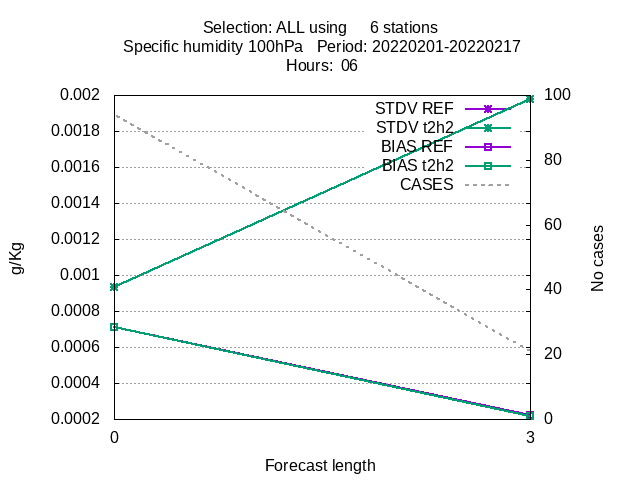 Selection: ALL using 6 stations
Specific humidity 100hPa Period: 20220201-20220217
Hours: 06
0.002
0.0018
0.0016
0.0014
0.0012
0.001
0.0008
0.0006
0.0004
0.0002
g/Kg
STDV REF
STDV t2h2
BIAS REF
BIAS t2h2
CASES
100
80
60
40
20
0
No cases
0 3
Forecast length